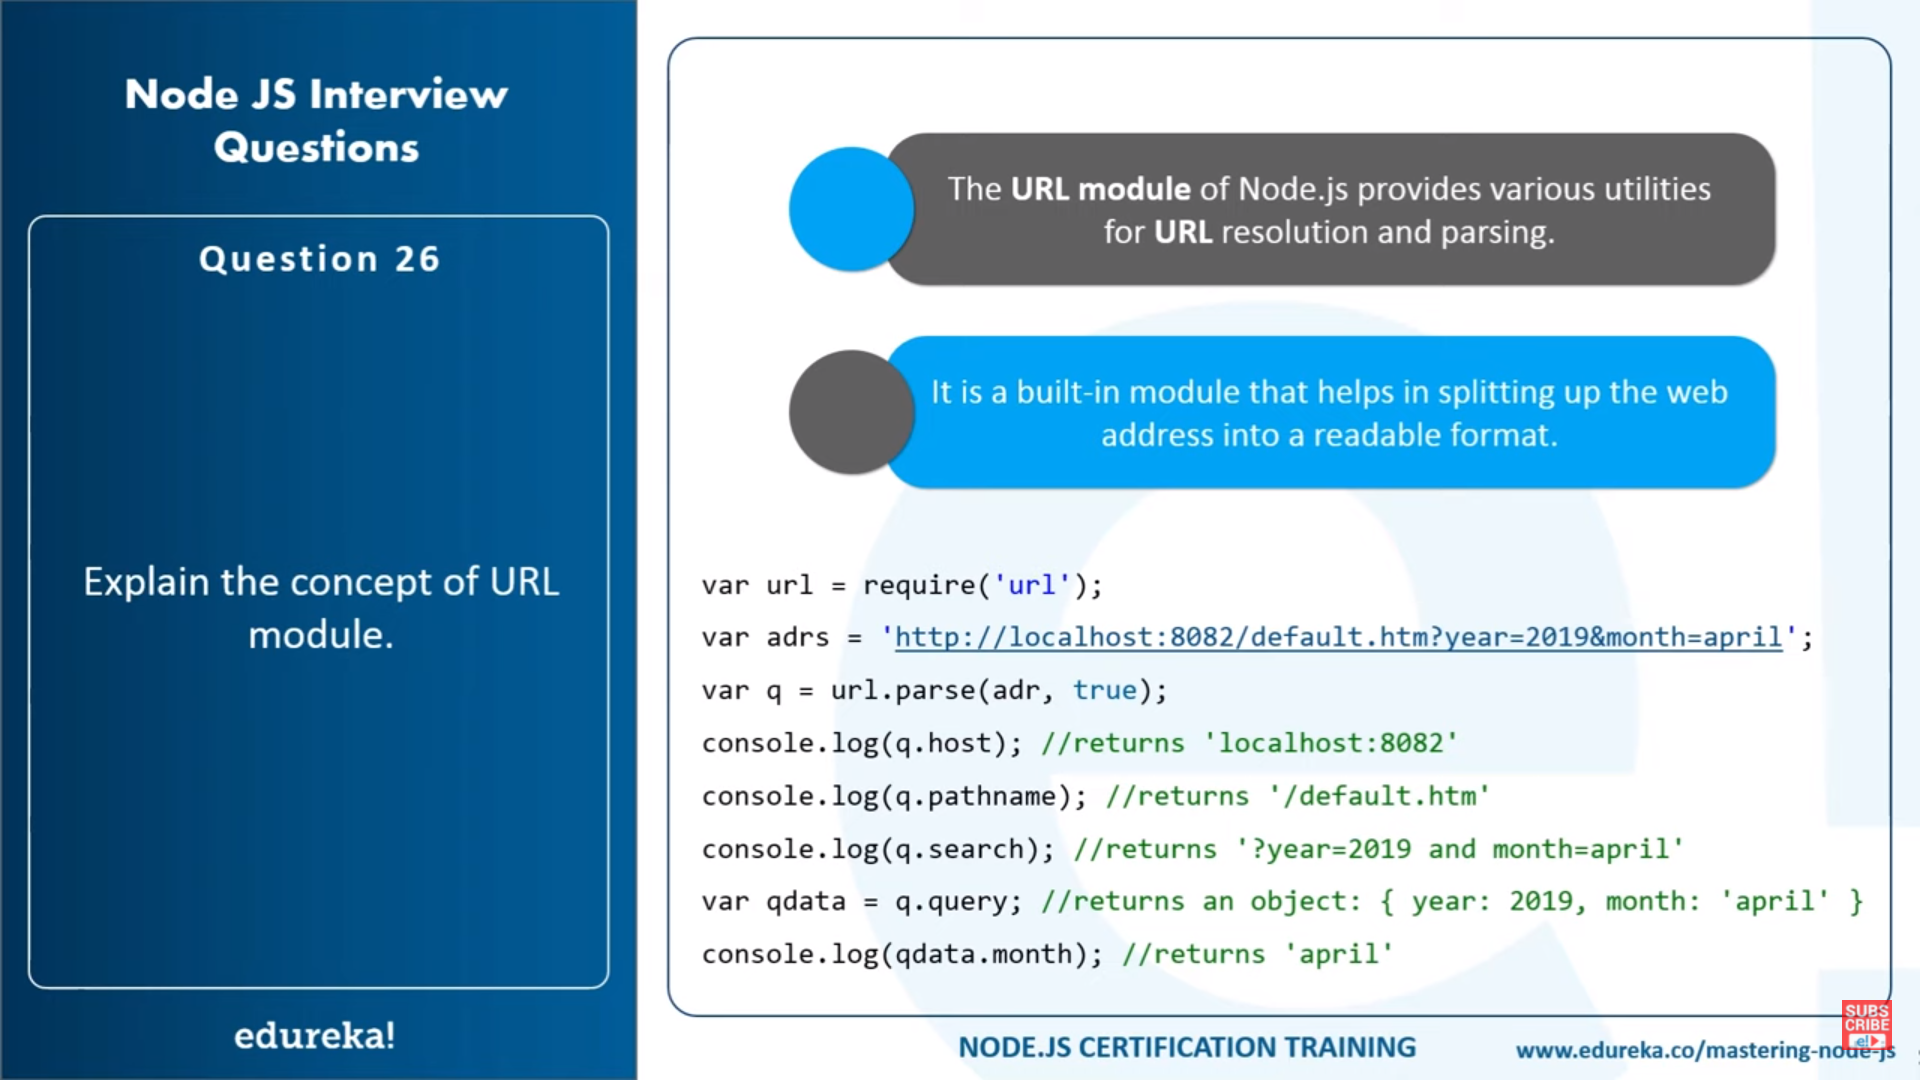 Node JS Interview
Questions
Question 26
Explain the concept of URL
module.
edureka!
The URL module of Node.js provides various utilities
for URL resolution and parsing.
It is a built-in module that helps in splitting up the web
address into a readable format.
var url = require('url');
var adrs = 'http://localhost:8082/default.htm?year=2019&month=april';
var q = url.parse(adr, true);
console.log(q.host); //returns 'localhost:8082'
console.log(q.pathname); //returns '/default.htm'
console.log(q.search); //returns '?year=2019 and month=april'
var qdata = q.query; //returns an object: { year: 2019, month: 'april' }
console.log(qdata.month); //returns 'april'
NODE.JS CERTIFICATION TRAINING
www.edureka.co/mastering-node-js
SUBS
CRIBE
e!